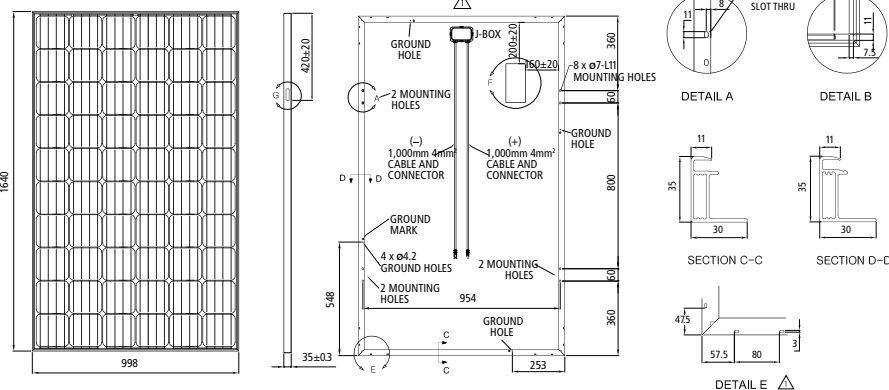 1640
998
420±20
G
35±0.3
1
GROUND
HOLE
J-BOX
200±20
160±20
F
8 x ø7-L11
MOUNTING HOLES
360
60
A
2 MOUNTING
HOLES
GROUND
HOLE
(–)
1,000mm 4mm²
CABLE AND
CONNECTOR
(+)
1,000mm 4mm²
CABLE AND
CONNECTOR
D D
800
GROUND
MARK
4 x ø4.2
GROUND HOLES
2 MOUNTING
HOLES
2 MOUNTING
HOLES
60
954
548
360
GROUND
HOLE
C
C
E
253
11
8
SLOT THRU
DETAIL A
11
7.5
DETAIL B
11
35
30
SECTION C-C
11
35
30
SECTION D-D
47.5
57.5
80
3
DETAIL E
1